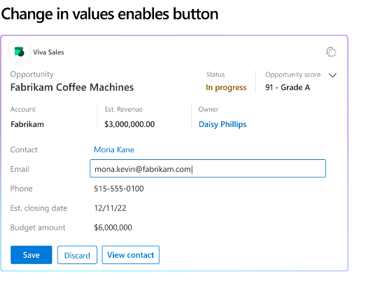 Change in values enables button
Viva Sales
Opportunity
Fabrikam Coffee Machines
Status
In progress
Opportunity score
91 - Grade A
Account
Fabrikam
Est. Revenue
$3,000,000.00
Owner
Daisy Phillips
Contact Mona Kane
Email mona.kevin@fabrikam.com
Phone 515-555-0100
Est. closing date 12/11/22
Budget amount $6,000,000
Save Discard View contact